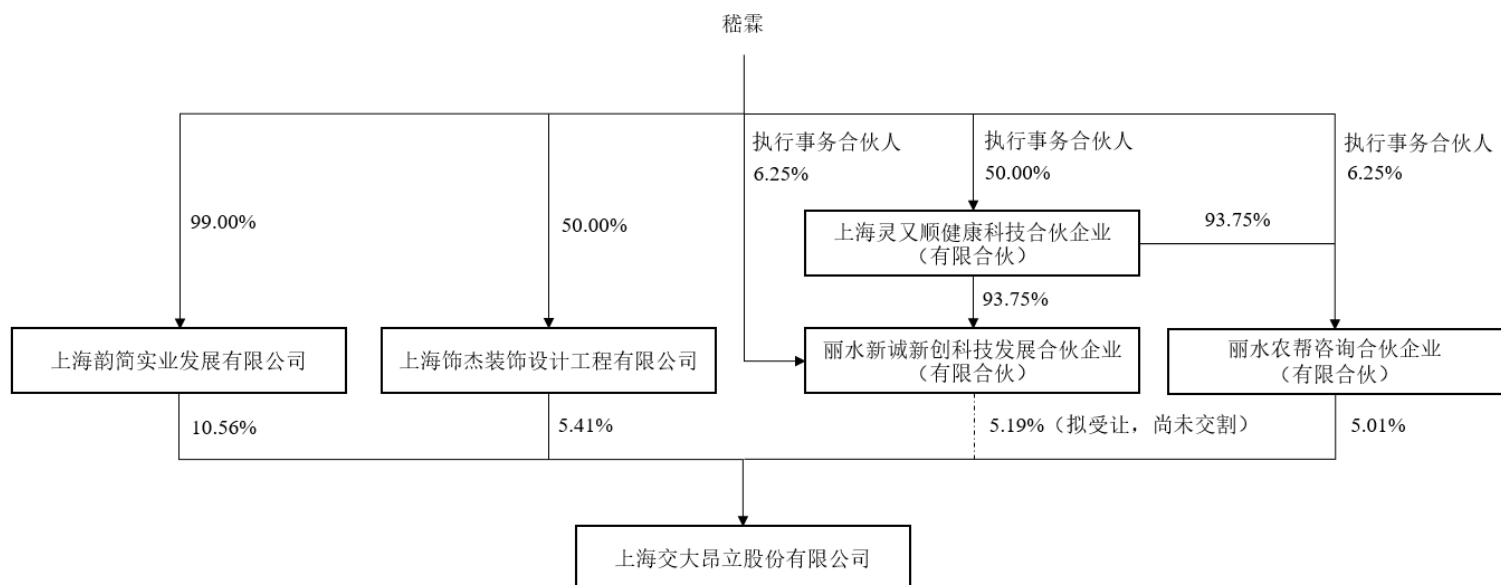 嵇霖
执行事务合伙人
6.25%
执行事务合伙人
50.00%
执行事务合伙人
6.25%
99.00%
50.00%
上海灵又顺健康科技合伙企业
（有限合伙）
93.75%
93.75%
上海韵简实业发展有限公司
上海饰杰装饰设计工程有限公司
丽水新诚新创科技发展合伙企业
（有限合伙）
丽水农帮咨询合伙企业
（有限合伙）
10.56%
5.41%
5.19%（拟受让，尚未交割）
5.01%
上海交大昂立股份有限公司